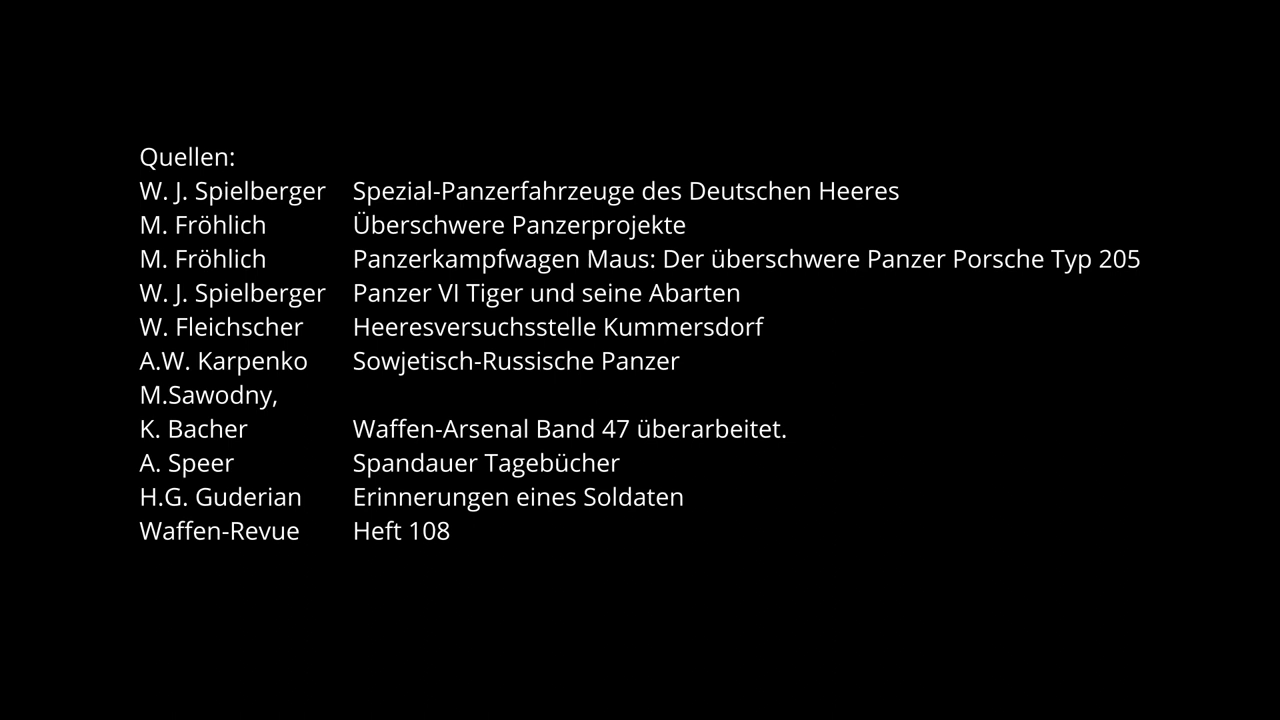 Quellen:
W. J. Spielberger Spezial-Panzerfahrzeuge des Deutschen Heeres
M. Fröhlich Überschwere Panzerprojekte
M. Fröhlich Panzerkampfwagen Maus: Der überschwere Panzer Porsche Typ 205
W. J. Spielberger Panzer VI Tiger und seine Abarten
W. Fleichscher Heeresversuchsstelle Kummersdorf
A.W. Karpenko Sowjetisch-Russische Panzer
M.Sawodny,
K. Bacher Waffen-Arsenal Band 47 überarbeitet.
A. Speer Spandauer Tagebücher
H.G. Guderian Erinnerungen eines Soldaten
Waffen-Revue Heft 108